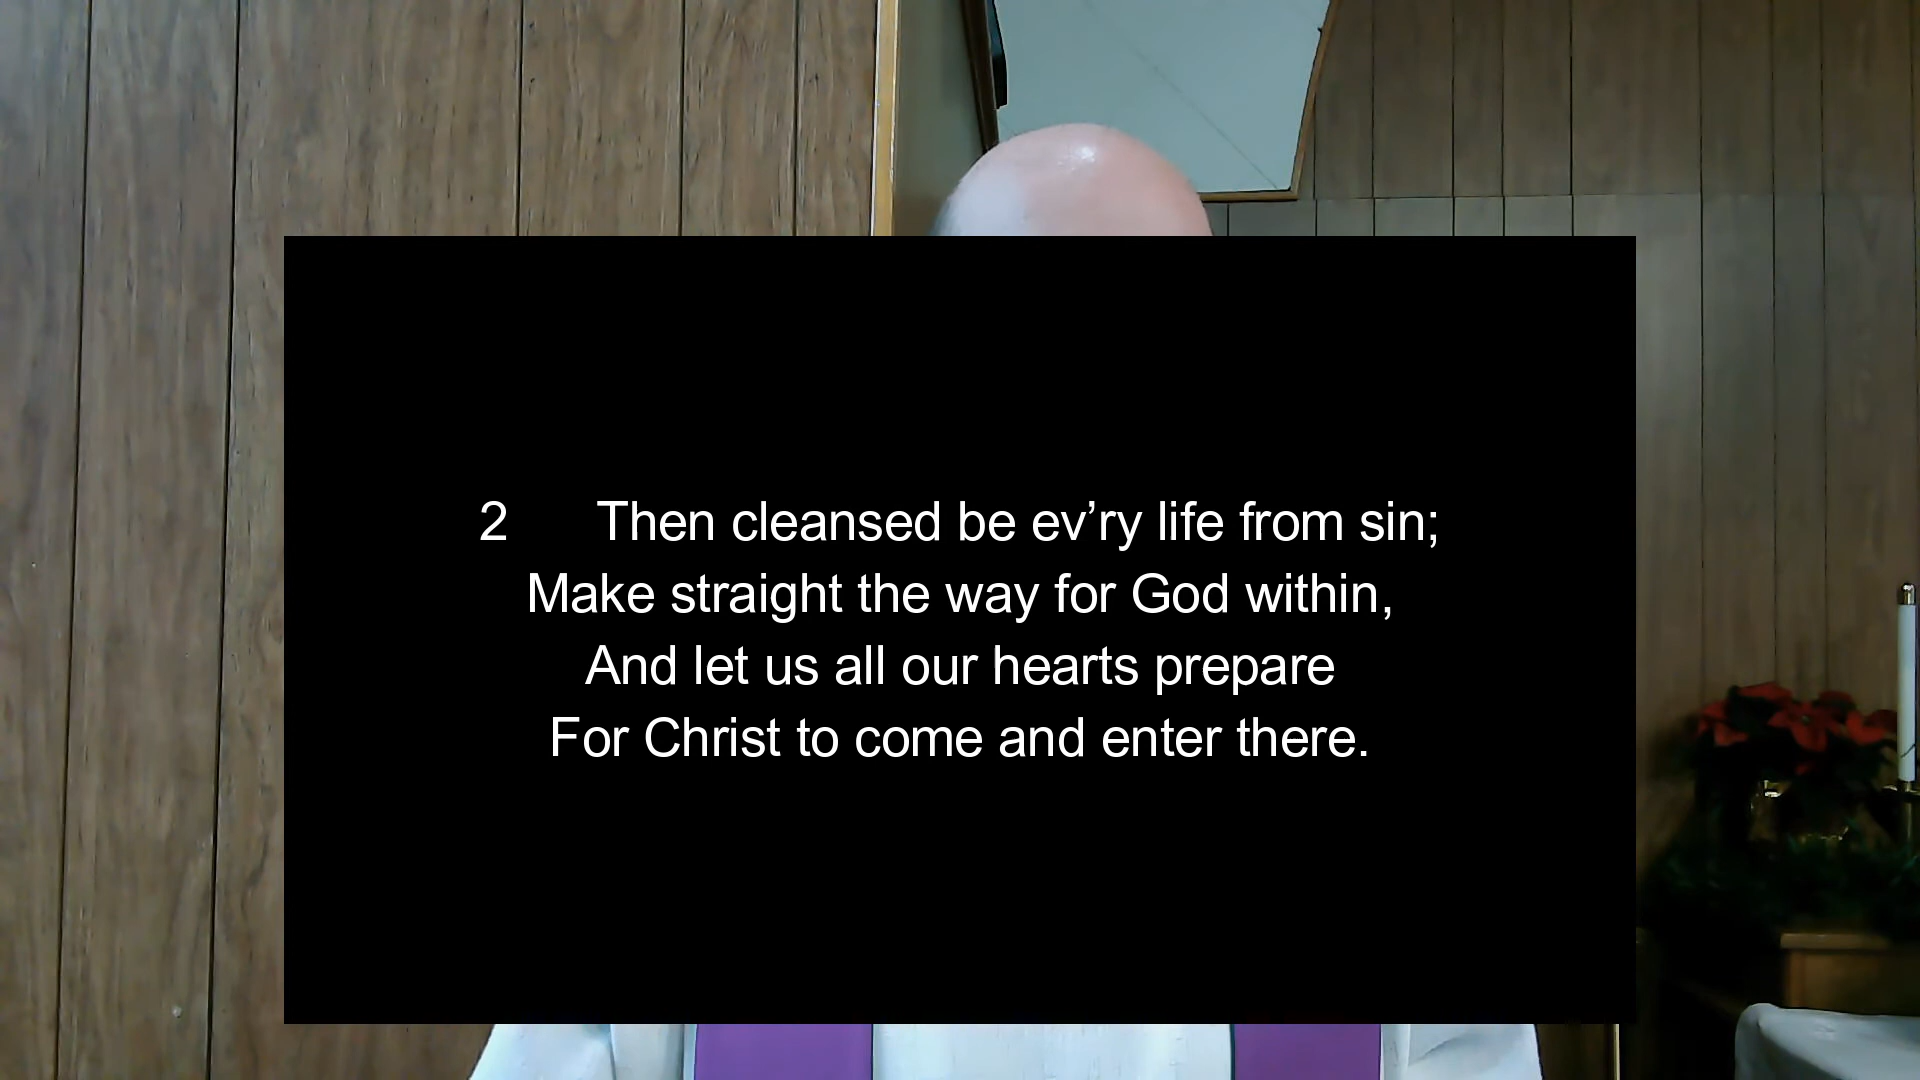 2 Then cleansed be ev’ry life from sin;
Make straight the way for God within,
And let us all our hearts prepare
For Christ to come and enter there.